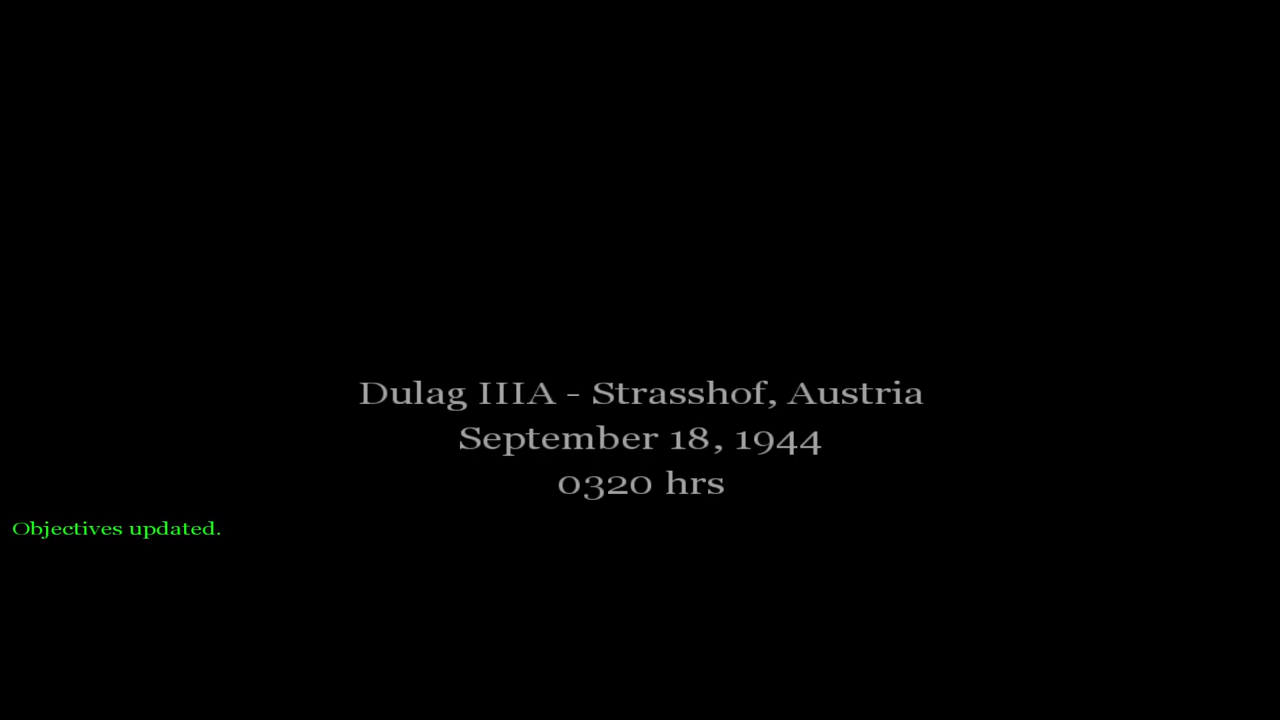 Dulag IIIA - Strasshof, Austria
September 18, 1944
0320 hrs
Objectives updated.